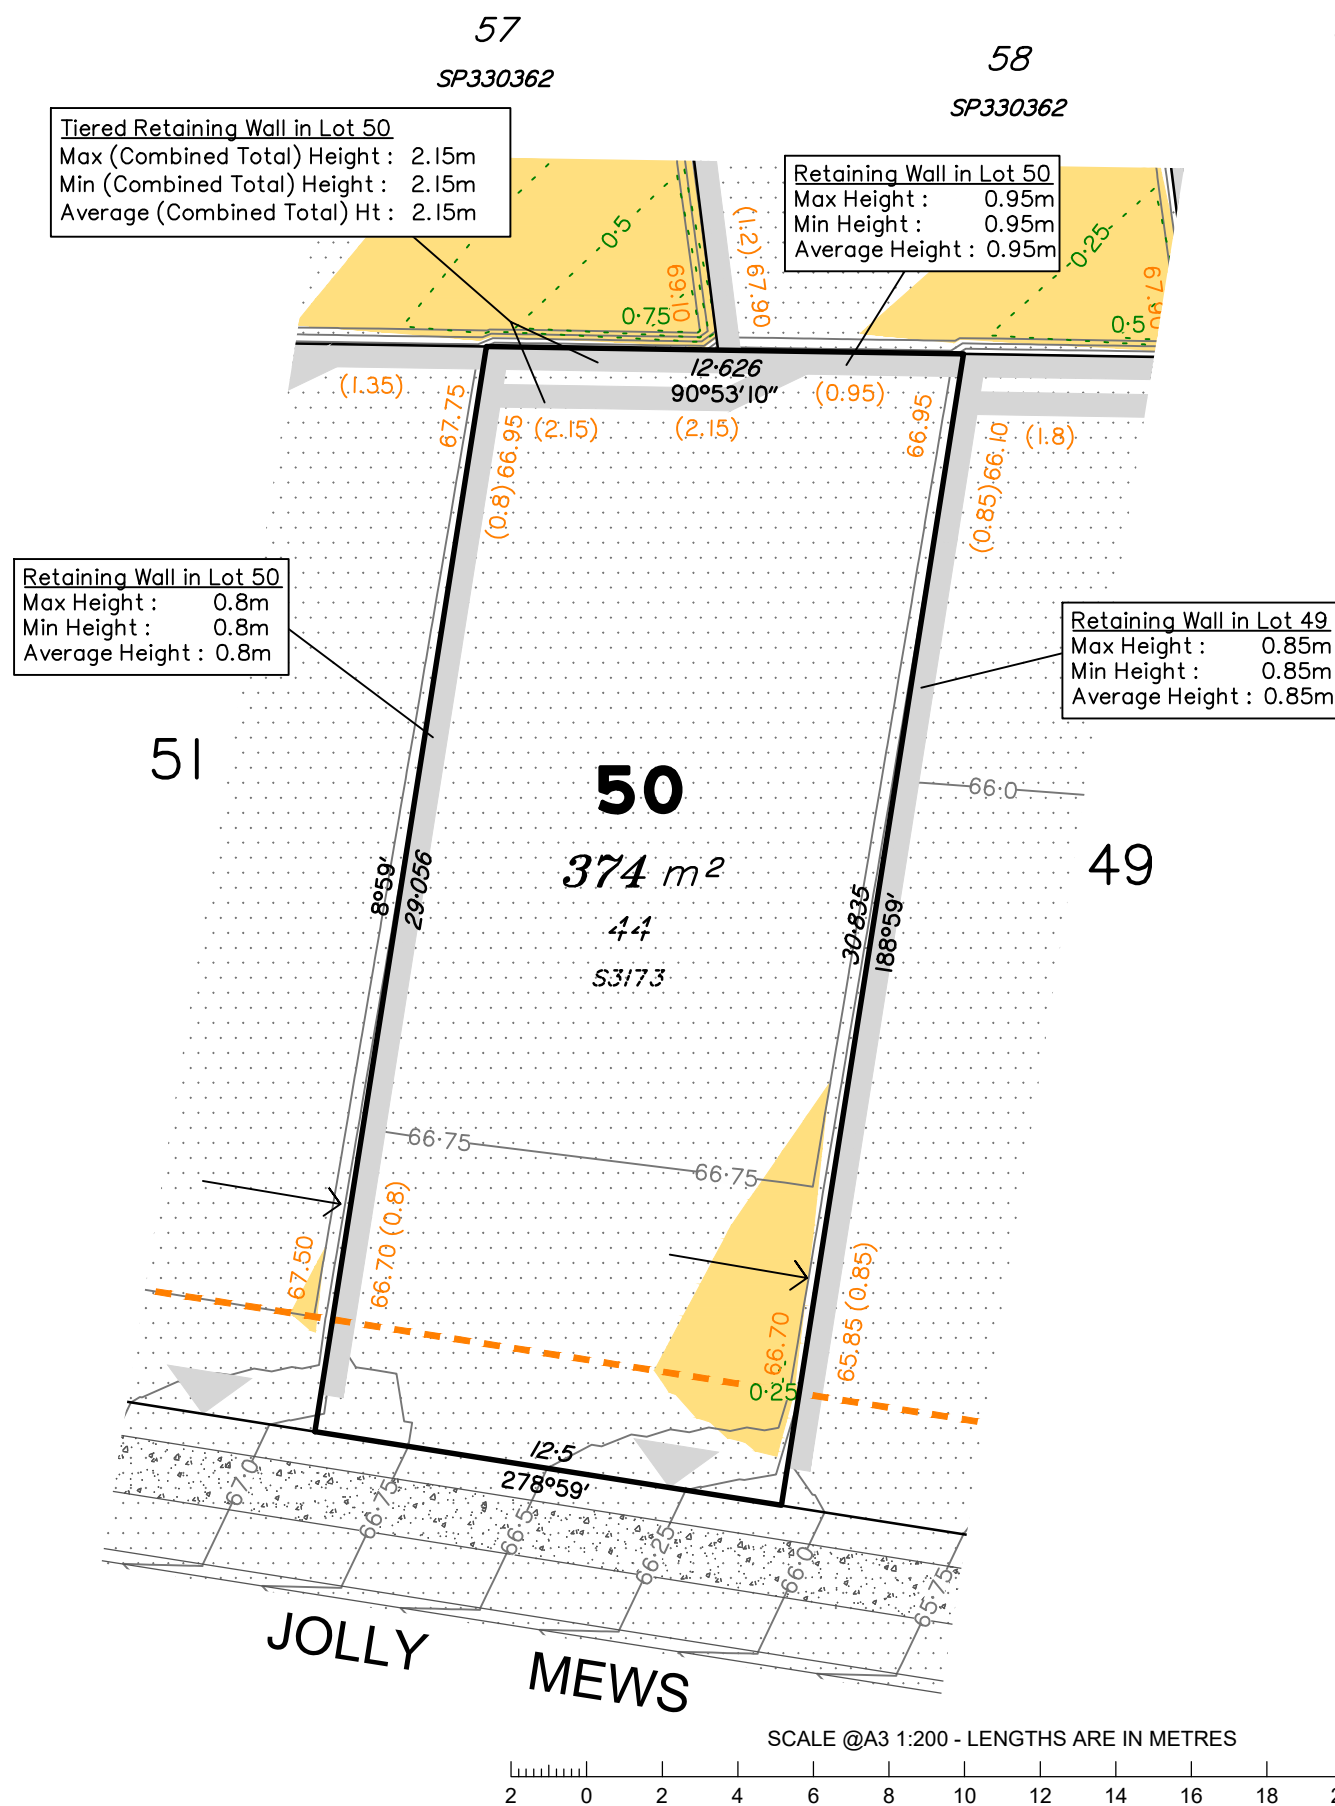 57
SP330362
58
SP330362
Tiered Retaining Wall in Lot 50
Max (Combined Total) Height : 2.15m
Min (Combined Total) Height : 2.15m
Average (Combined Total) Ht : 2.15m
Retaining Wall in Lot 50
Max Height : 0.95m
Min Height : 0.95m
Average Height : 0.95m
0·5
0·75
69.10
(1.2) 67.90
0·25
0·5
67.90
12·626
90°53'10"
(1.35)
67.75
(0.8) 66.95
(2.15)
(2.15)
(0.95)
66.95
(0.85) 66.10
(1.8)
Retaining Wall in Lot 50
Max Height : 0.8m
Min Height : 0.8m
Average Height : 0.8m
Retaining Wall in Lot 49
Max Height : 0.85m
Min Height : 0.85m
Average Height : 0.85m
51
50
66·0
374 m²
49
8°59'
29·056
44
30·835
188°59'
S3173
66·75
66·75
67.50
66.70 (0.8)
66.70
65.85 (0.85)
0·25
12·5
278°59'
67·0
66·75
66·5
66·25
66·0
65·75
JOLLY MEWS
SCALE @A3 1:200 - LENGTHS ARE IN METRES
2 0 2 4 6 8 10 12 14 16 18